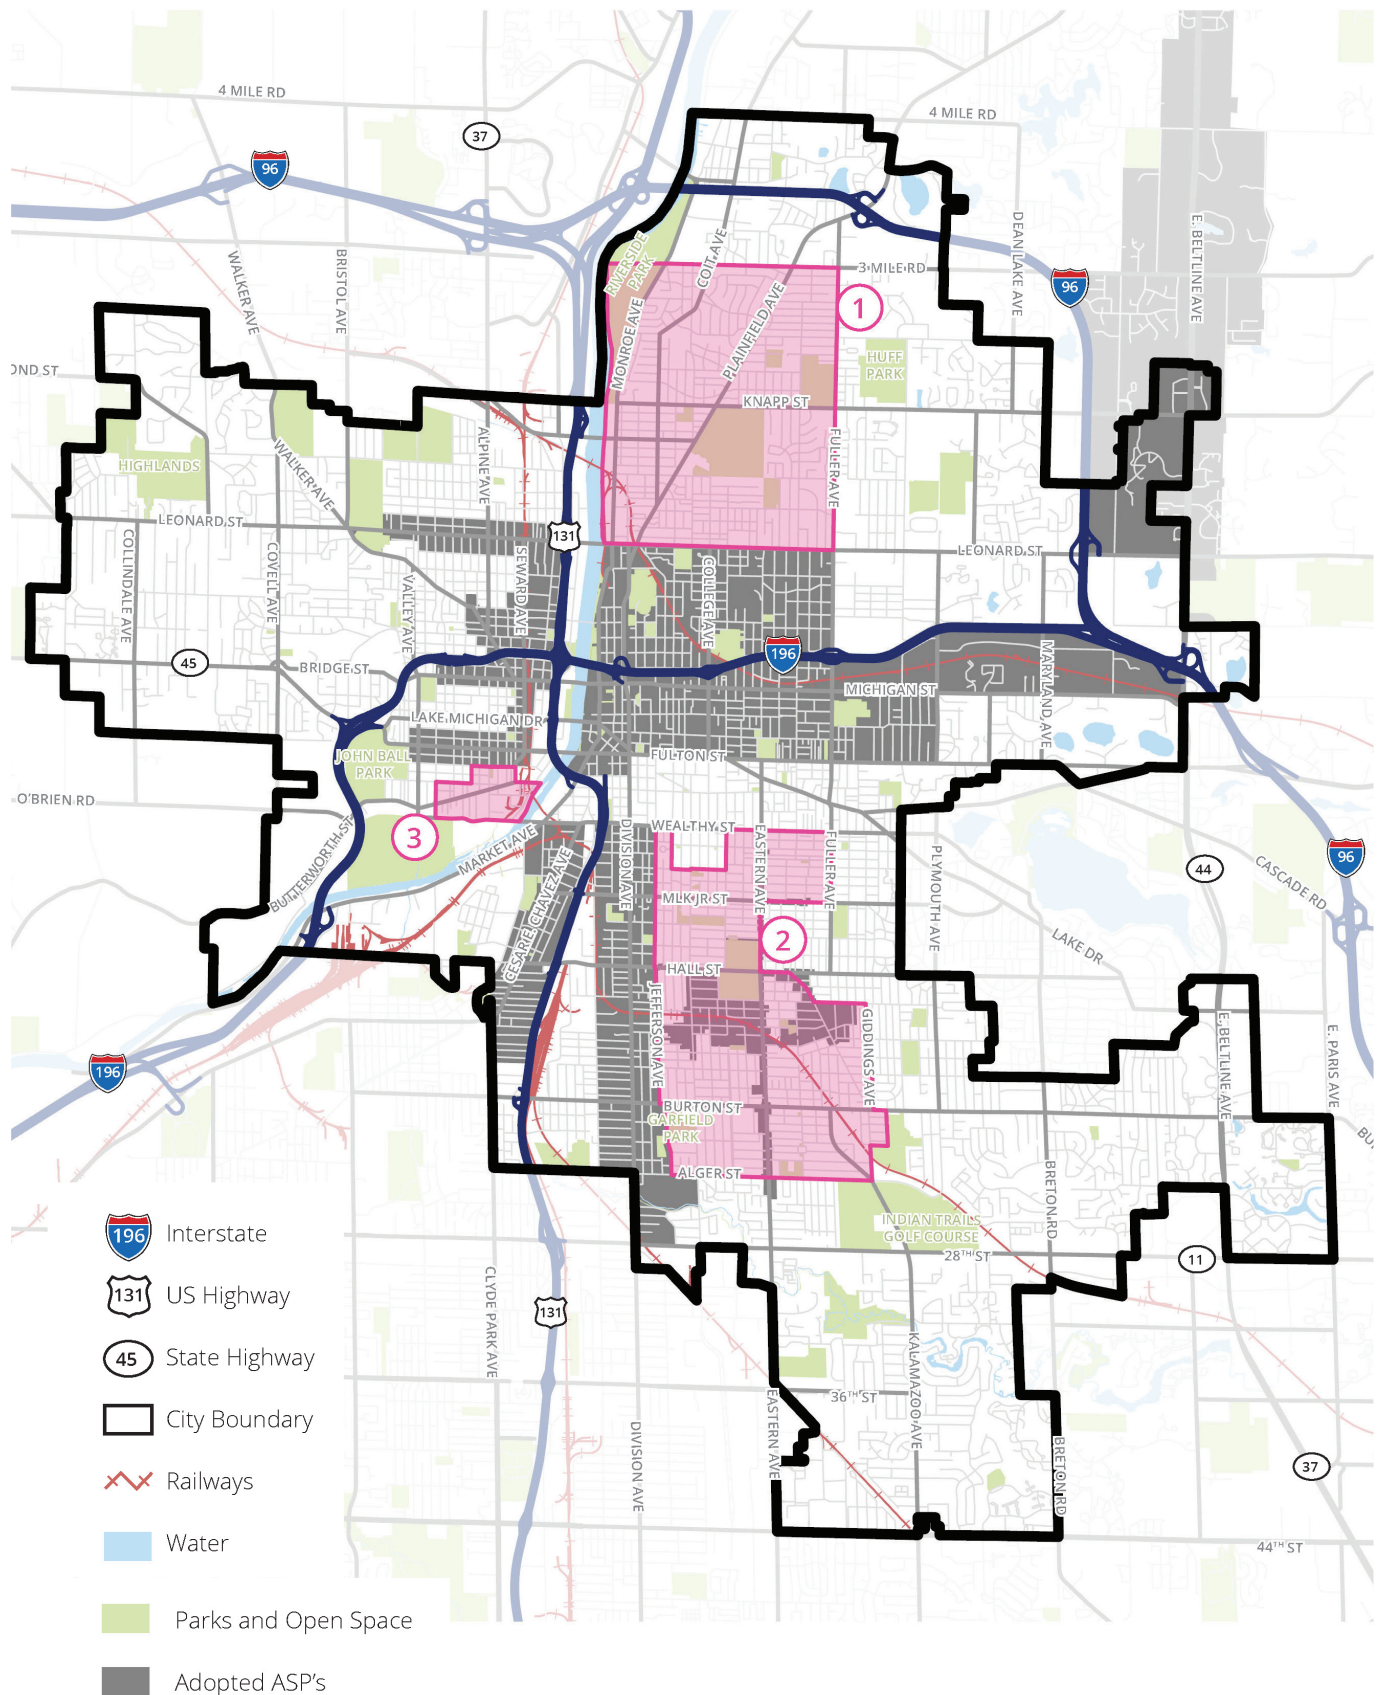 4 MILE RD
4 MILE RD
37
96
WALKER AVE
BRISTOL AVE
RIVERSIDE
PARK
COIT AVE
DEAN LAKE AVE
E. BELTLINE AVE
3 MILE RD
96
1
MONROE AVE
PLAINFIELD AVE
HUFF
PARK
OND ST
KNAPP ST
WALKER AVE
ALPINE AVE
FULLER AVE
HIGHLANDS
LEONARD ST
131
LEONARD ST
COLLINDALE AVE
COVELL AVE
VALLEY AVE
SEWARD AVE
COLLEGE AVE
196
45
BRIDGE ST
MARYLAND AVE
MICHIGAN ST
LAKE MICHIGAN DR
JOHN BALL
PARK
FULTON ST
O'BRIEN RD
3
BUTTERWORTH ST
MARKET AVE
WEALTHY ST
DIVISION AVE
EASTERN AVE
FULLER AVE
PLYMOUTH AVE
96
44
CASCADE RD
CESAR E CHAVEZ AVE
MLK JR ST
2
LAKE DR
HALL ST
JEFFERSON AVE
GIDDINGS AVE
E. BELTLINE AVE
E. PARIS AVE
196
BURTON ST
GARFIELD
PARK
BU
ALGER ST
BRETON RD
INDIAN TRAILS
GOLF COURSE
28TH ST
11
196 Interstate
CLYDE PARK AVE
131 US Highway
131
45 State Highway
KALAMAZOO AVE
36TH ST
EASTERN AVE
City Boundary
DIVISION AVE
BRETON RD
37
Railways
Water
44TH ST
Parks and Open Space
Adopted ASP's